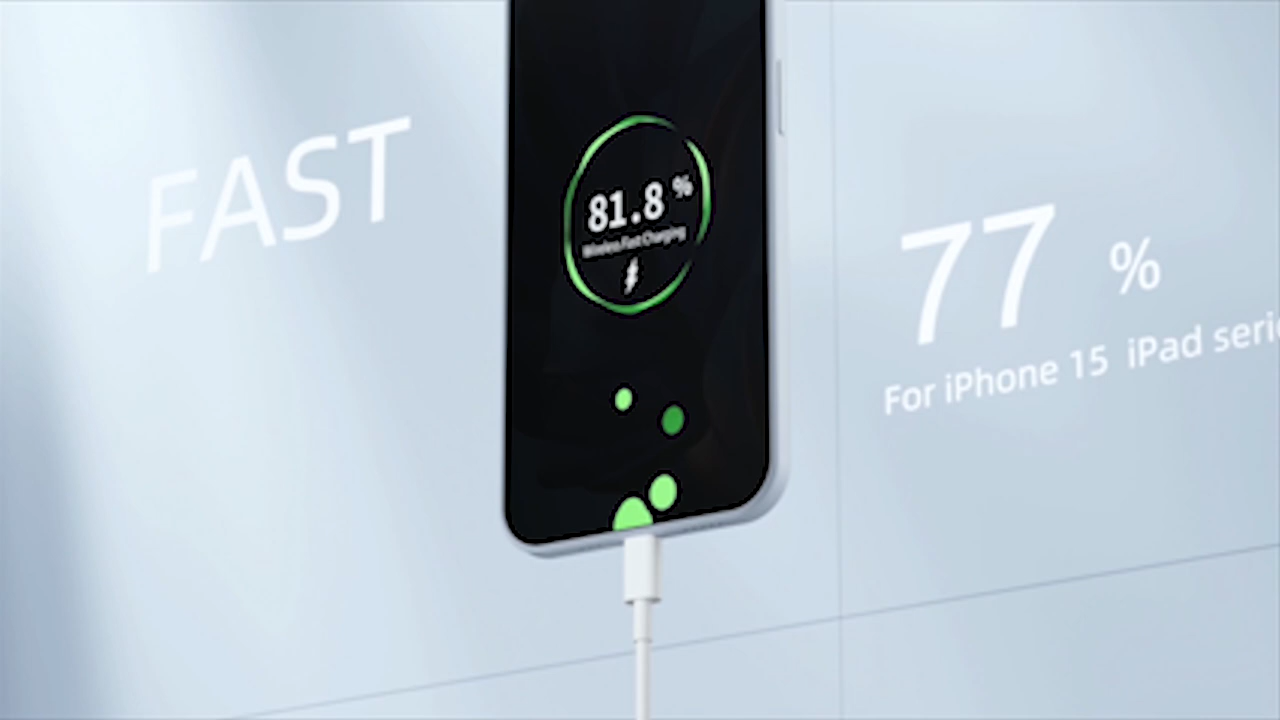 FAST
81.8 %
Wireless Fast Charging
77 %
For iPhone 15 iPad seri